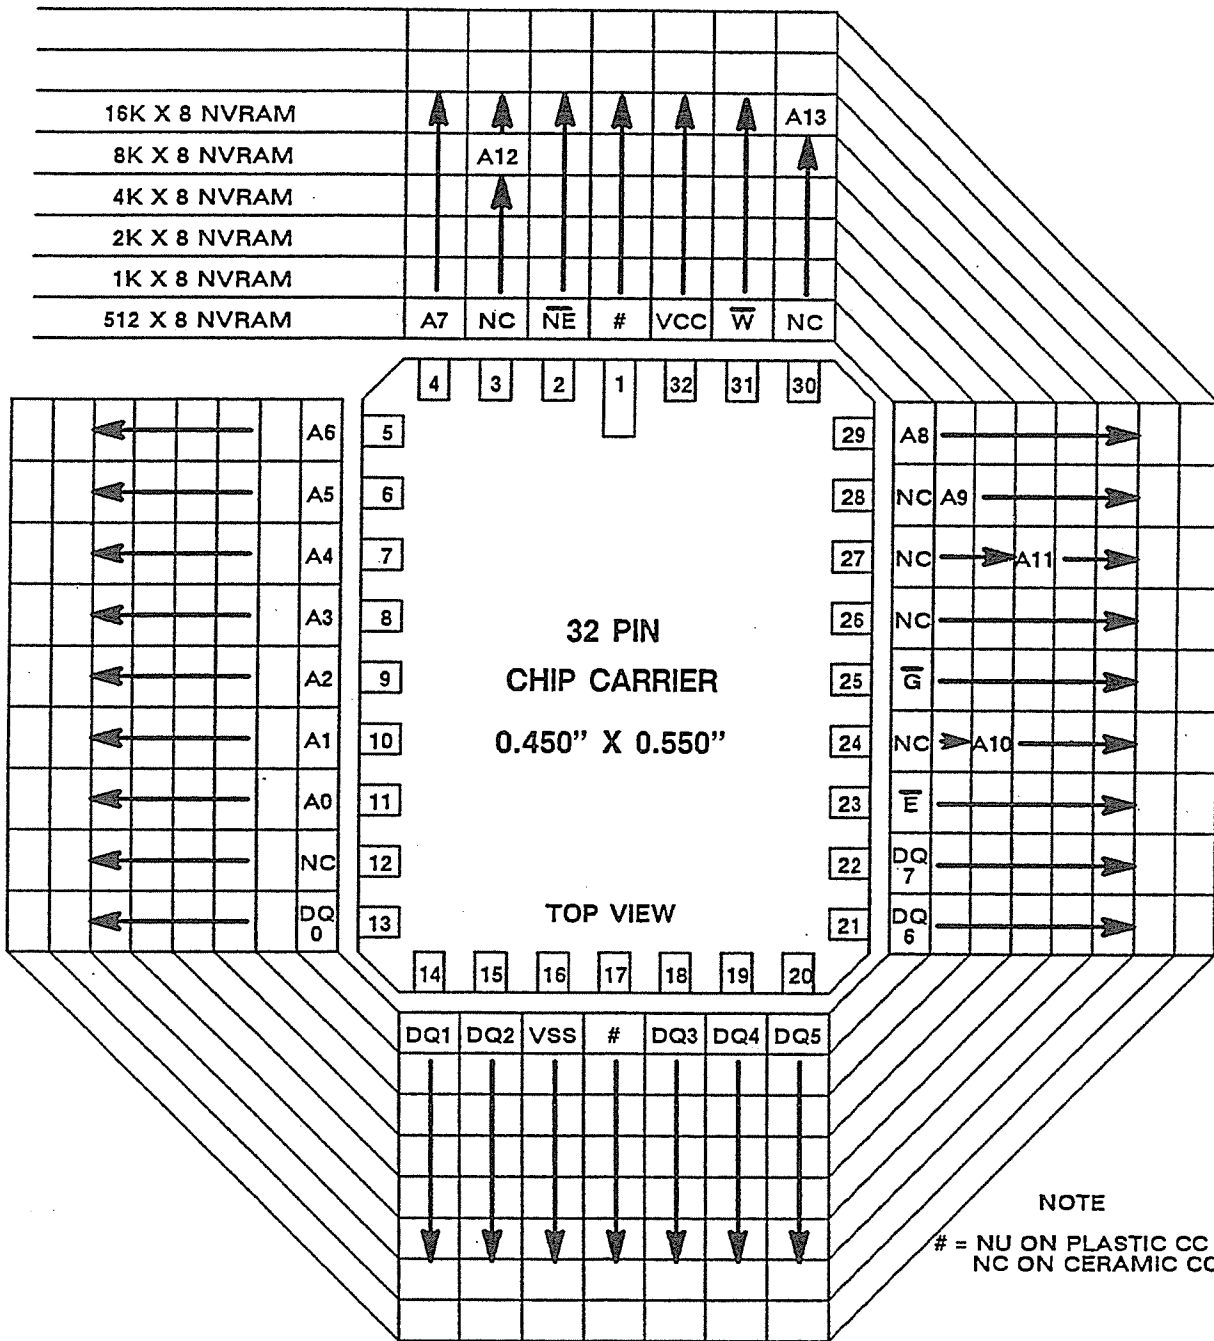 16K X 8 NVRAM A13
8K X 8 NVRAM A12
4K X 8 NVRAM
2K X 8 NVRAM
1K X 8 NVRAM
512 X 8 NVRAM A7 NC N̅E̅ # VCC W̅ NC
4 3 2 1 32 31 30
A6 5 29 A8
A5 6 28 NC A9
A4 7 27 NC A11
A3 8 26 NC
A2 9 25 G̅
A1 10 24 NC A10
A0 11 23 E̅
NC 12 22 DQ
7
DQ
0 13 21 DQ
6
32 PIN
CHIP CARRIER
0.450” X 0.550”
TOP VIEW
14 15 16 17 18 19 20
DQ1 DQ2 VSS # DQ3 DQ4 DQ5
NOTE
# = NU ON PLASTIC CC
NC ON CERAMIC CC